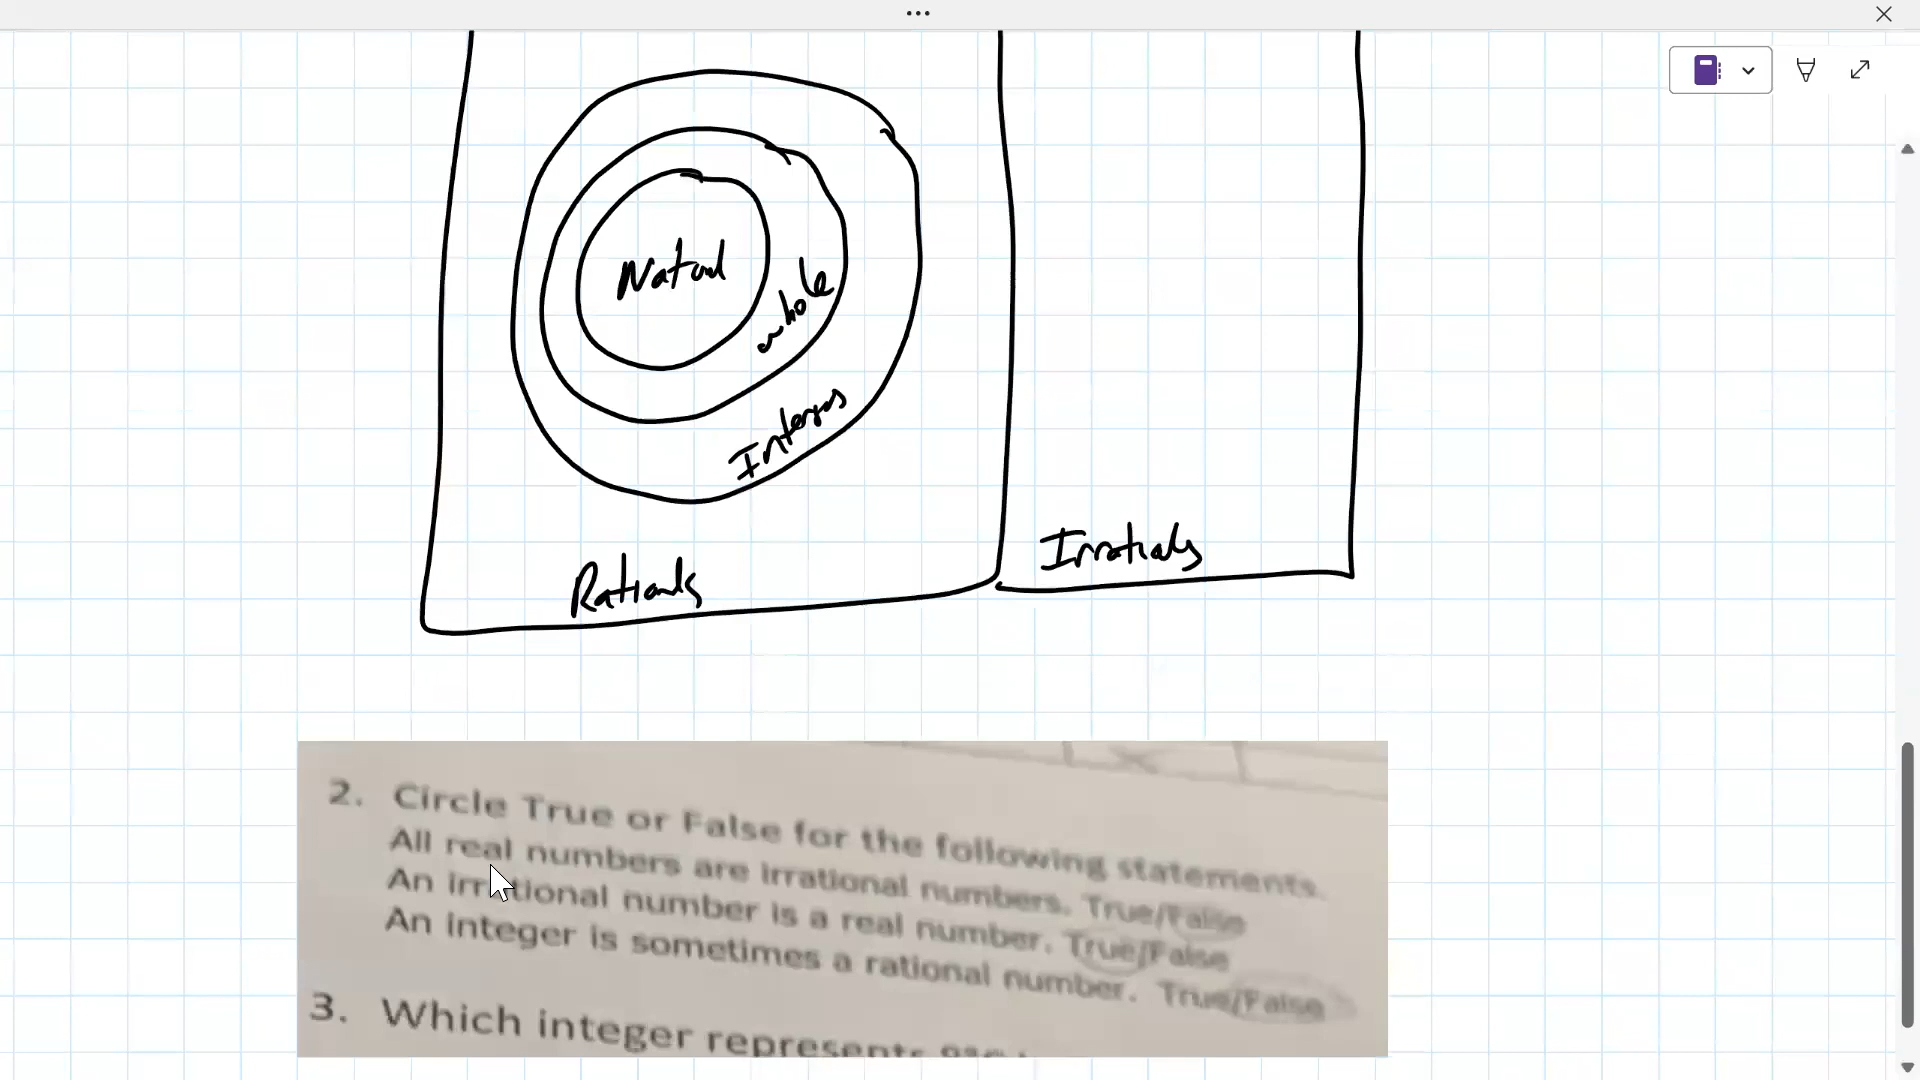 Natural
whole
Integers
Rationals
Irrationals
2. Circle True or False for the following statements.
All real numbers are irrational numbers. True/False
An irrational number is a real number. True/False
An integer is sometimes a rational number. True/False
3. Which integer represents